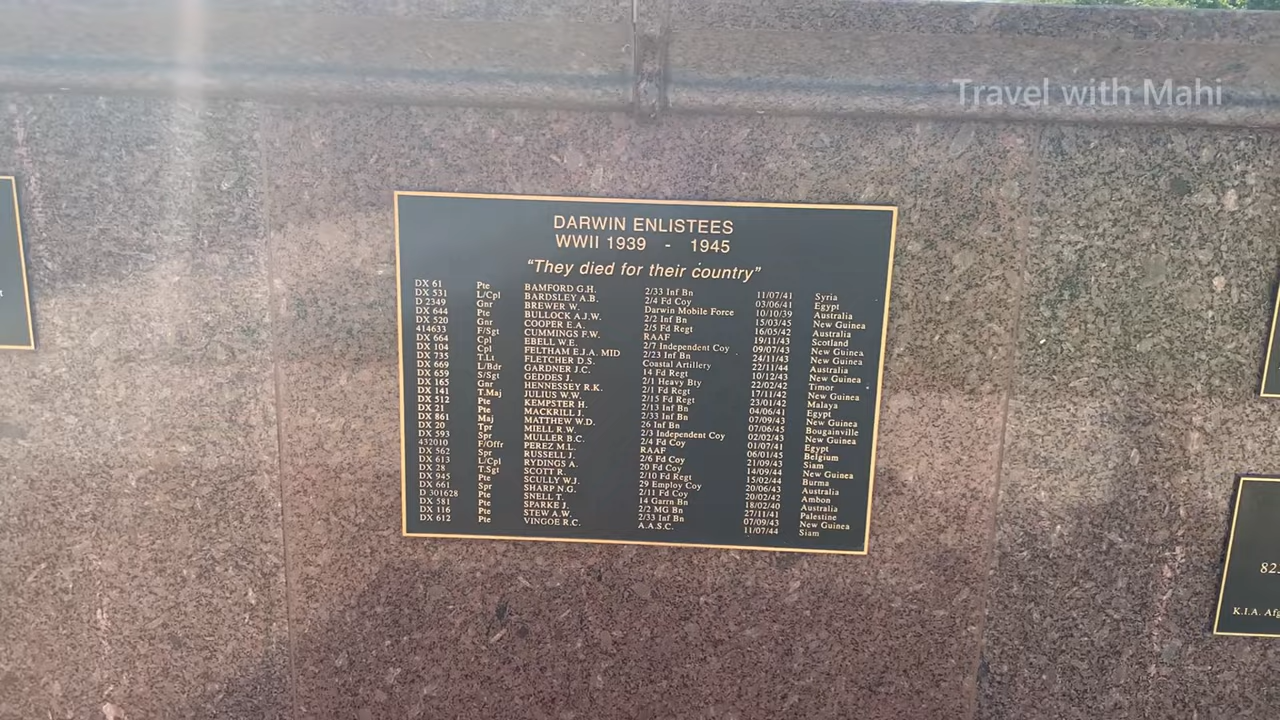 Travel with Mahi
DARWIN ENLISTEES
WWII 1939 - 1945
"They died for their country"
DX 61 Pte BAMFORD G.H. 2/33 Inf Bn 11/07/41 Syria
DX 531 L/Cpl BARDSLEY A.B. 2/4 Fd Coy 03/06/41 Egypt
D 2349 Gnr BREWER W. Darwin Mobile Force 10/10/39 Australia
DX 644 Pte BULLOCK A.J.W. 2/2 Inf Bn 15/03/45 New Guinea
DX 520 Gnr COOPER E.A. 2/5 Fd Regt 16/05/42 Australia
414633 F/Sgt CUMMINGS F.W. RAAF 19/11/43 Scotland
DX 664 Cpl EBELL W.E. 2/7 Independent Coy 09/07/43 New Guinea
DX 104 Cpl FELTHAM E.J.A. MID 2/23 Inf Bn 24/11/43 New Guinea
DX 735 T.Lt FLETCHER D.S. Coastal Artillery 22/11/44 Australia
DX 669 L/Bdr GARDNER J.C. 14 Fd Regt 10/12/43 New Guinea
DX 659 S/Sgt GEDDES J. 2/1 Heavy Bty 22/02/42 Timor
DX 165 Gnr HENNESSEY R.K. 2/1 Fd Regt 17/11/42 New Guinea
DX 141 T.Maj JULIUS W.W. 2/15 Fd Regt 23/01/42 Malaya
DX 512 Pte KEMPSTER H. 2/13 Inf Bn 04/06/41 Egypt
DX 21 Pte MACKRILL J. 2/33 Inf Bn 07/09/43 New Guinea
DX 861 Maj MATTHEW W.D. 26 Inf Bn 07/06/45 Bougainville
DX 20 Tpr MIELL R.W. 2/3 Independent Coy 02/02/43 New Guinea
DX 593 Spr MULLER B.C. 2/4 Fd Coy 01/07/41 Egypt
432010 F/Offr PEREZ M.L. RAAF 06/01/45 Belgium
DX 562 Spr RUSSELL J. 2/6 Fd Coy 21/09/43 Siam
DX 613 L/Cpl RYDINGS A. 20 Fd Coy 14/09/44 New Guinea
DX 28 T.Sgt SCOTT R. 2/10 Fd Regt 15/02/44 Burma
DX 945 Pte SCULLY W.J. 29 Employ Coy 20/06/43 Australia
DX 661 Spr SHARP N.G. 2/11 Fd Coy 20/02/42 Ambon
D 301628 Pte SNELL T. 14 Garrn Bn 18/02/40 Australia
DX 581 Pte SPARKE J. 2/2 MG Bn 27/11/41 Palestine
DX 116 Pte STEW A.W. 2/33 Inf Bn 07/09/43 New Guinea
DX 612 Pte VINGOE R.C. A.A.S.C. 11/07/44 Siam
K.I.A.